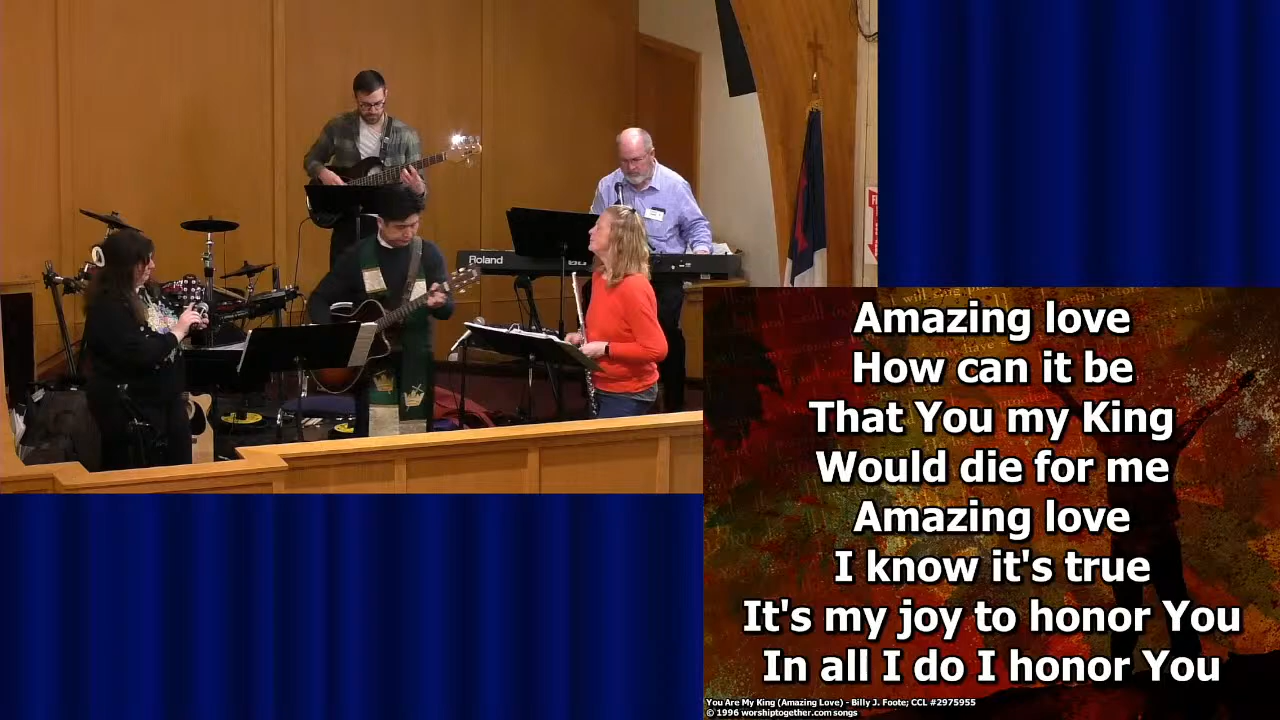 Roland
Amazing love
How can it be
That You my King
Would die for me
Amazing love
I know it's true
It's my joy to honor You
In all I do I honor You
You Are My King (Amazing Love) - Billy J. Foote; CCL #2975955
© 1996 worshiptogether.com songs